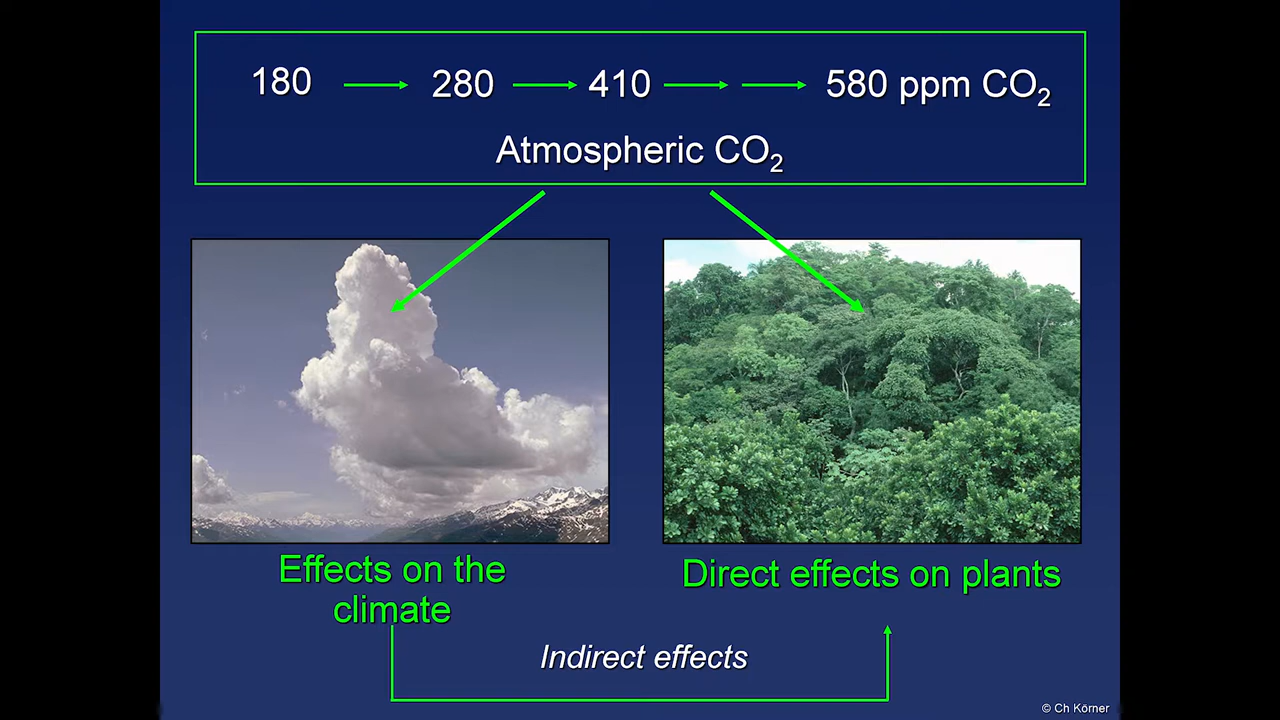 180 → 280 → 410 → → 580 ppm CO₂
Atmospheric CO₂
Effects on the
climate
Direct effects on plants
Indirect effects
© Ch Körner